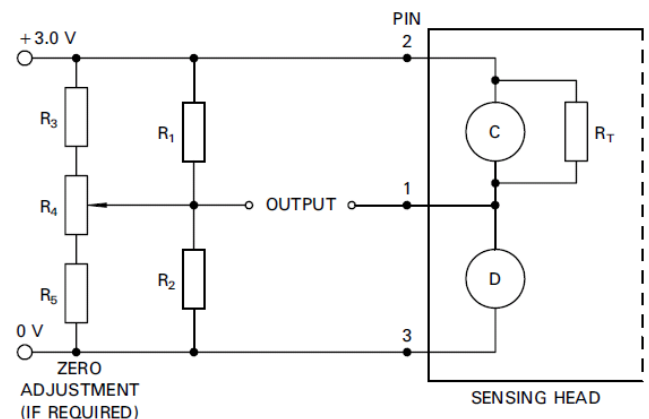 PIN
+3.0 V
2
R3
R1
C
RT
1
R4
OUTPUT
R2
D
R5
0 V
3
ZERO
ADJUSTMENT
(IF REQUIRED)
SENSING HEAD